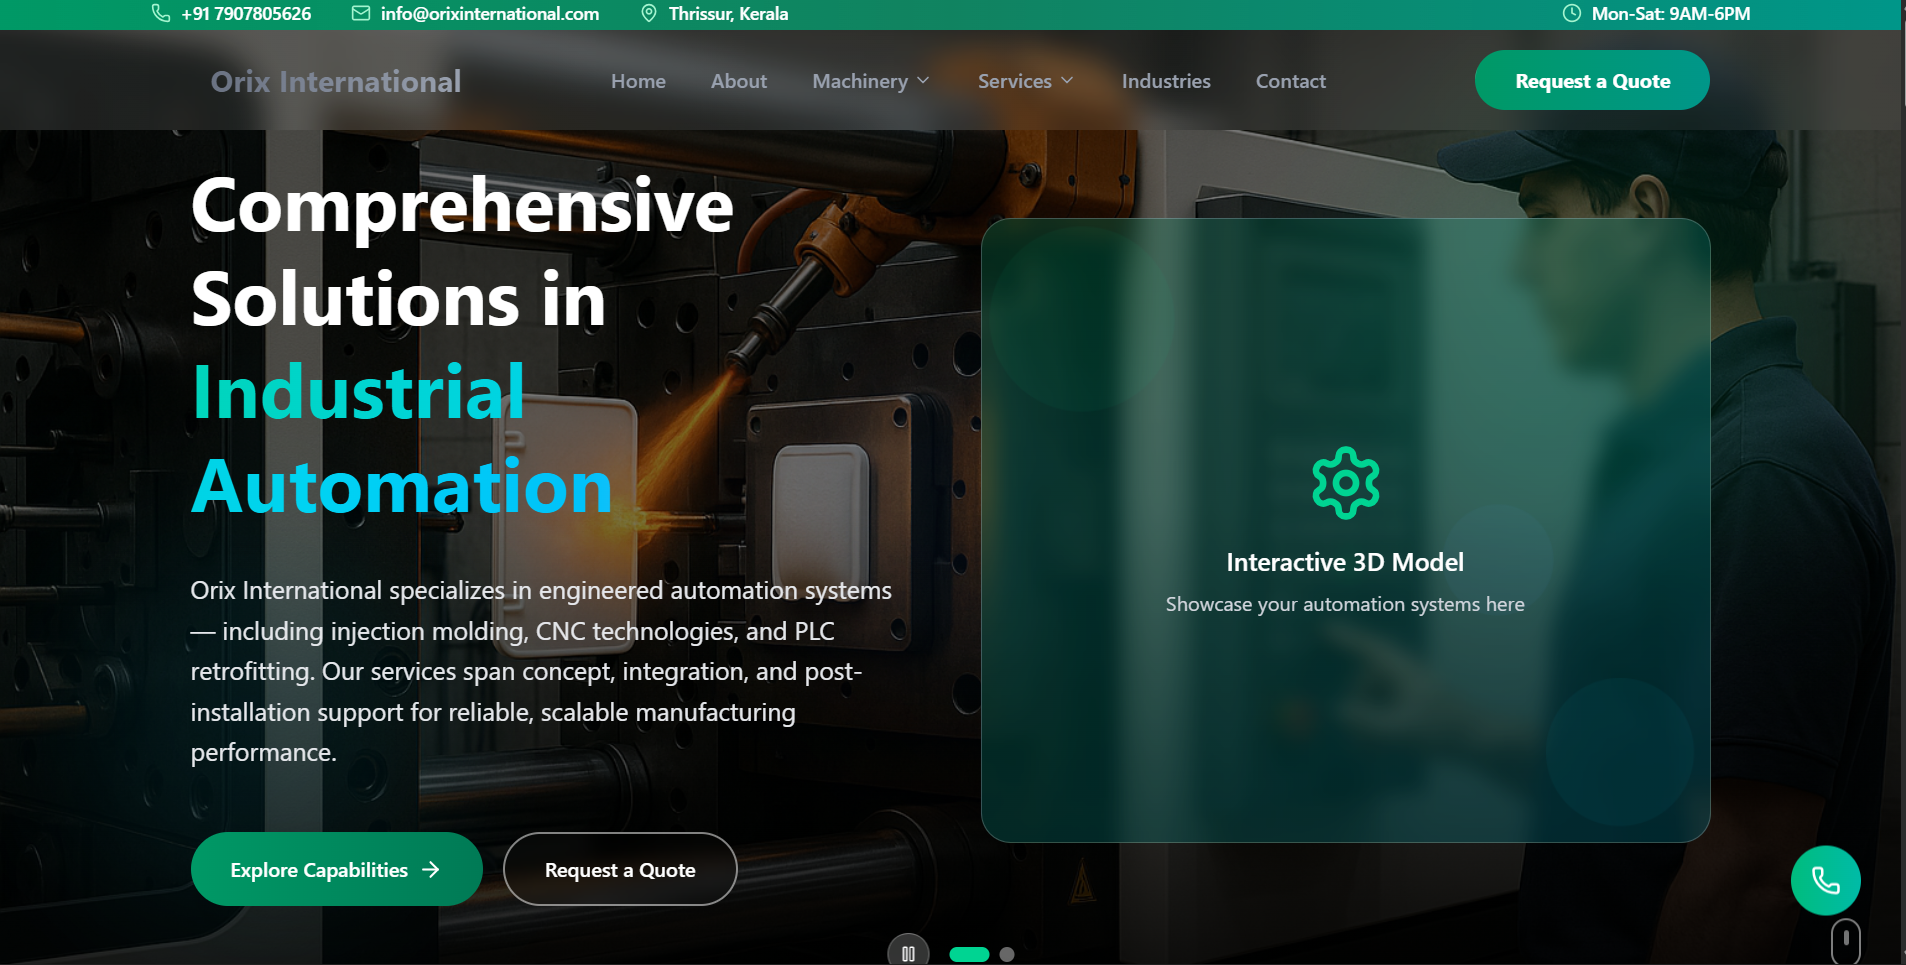 +91 7907805626
info@orixinternational.com
Thrissur, Kerala
Mon-Sat: 9AM-6PM
Orix International
Home
About
Machinery
Services
Industries
Contact
Request a Quote
Comprehensive
Solutions in
Industrial
Automation
Orix International specializes in engineered automation systems
— including injection molding, CNC technologies, and PLC
retrofitting. Our services span concept, integration, and post-
installation support for reliable, scalable manufacturing
performance.
Explore Capabilities
Request a Quote
Interactive 3D Model
Showcase your automation systems here